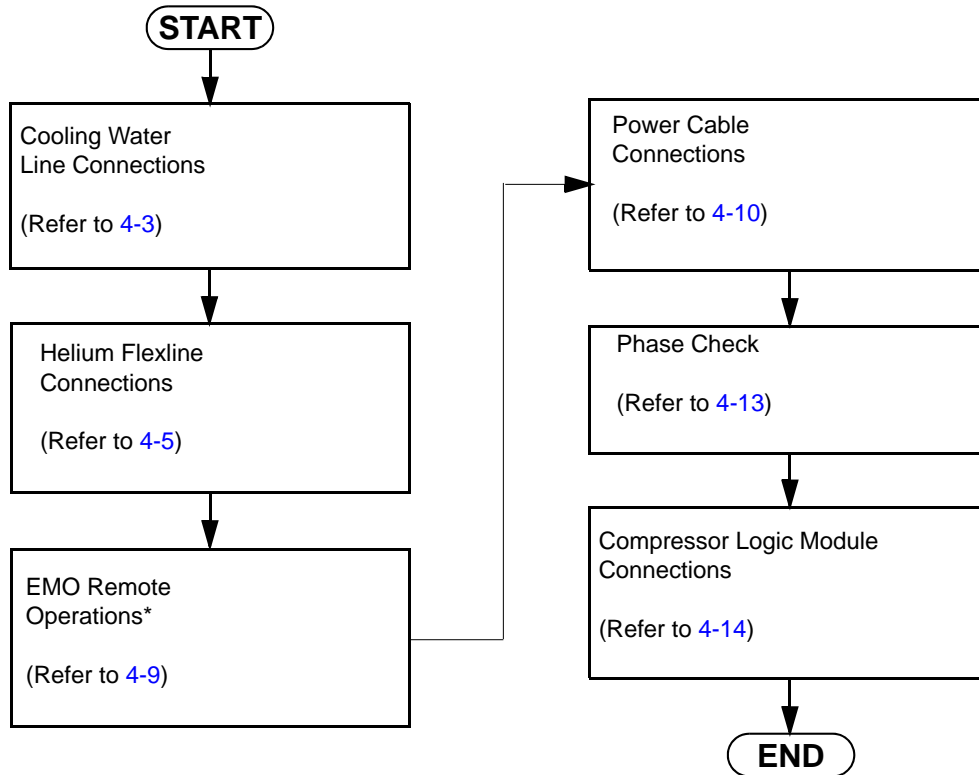 START
Cooling Water
Line Connections
(Refer to 4-3)
Helium Flexline
Connections
(Refer to 4-5)
EMO Remote
Operations*
(Refer to 4-9)
Power Cable
Connections
(Refer to 4-10)
Phase Check
(Refer to 4-13)
Compressor Logic Module
Connections
(Refer to 4-14)
END